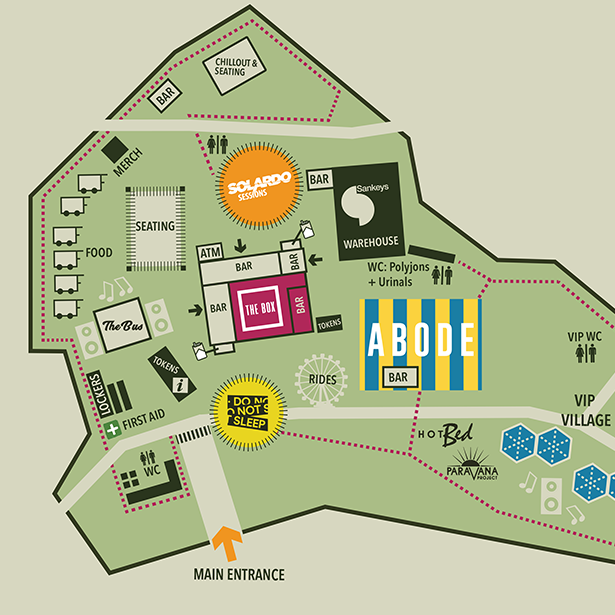 CHILLOUT &
SEATING
BAR
MERCH
SOLARDO
SESSIONS
BAR
Sankeys
WAREHOUSE
SEATING
FOOD
ATM
BAR
BAR
WC: Polyjons
+ Urinals
BAR
THE BOX
BAR
TOKENS
The Bus
TOKENS
i
ABODE
BAR
VIP WC
VIP
VILLAGE
RIDES
LOCKERS
FIRST AID
DO NO
DO NOT S
SLEEP
HOT Bed
PARAVANA
PROJECT
WC
MAIN ENTRANCE